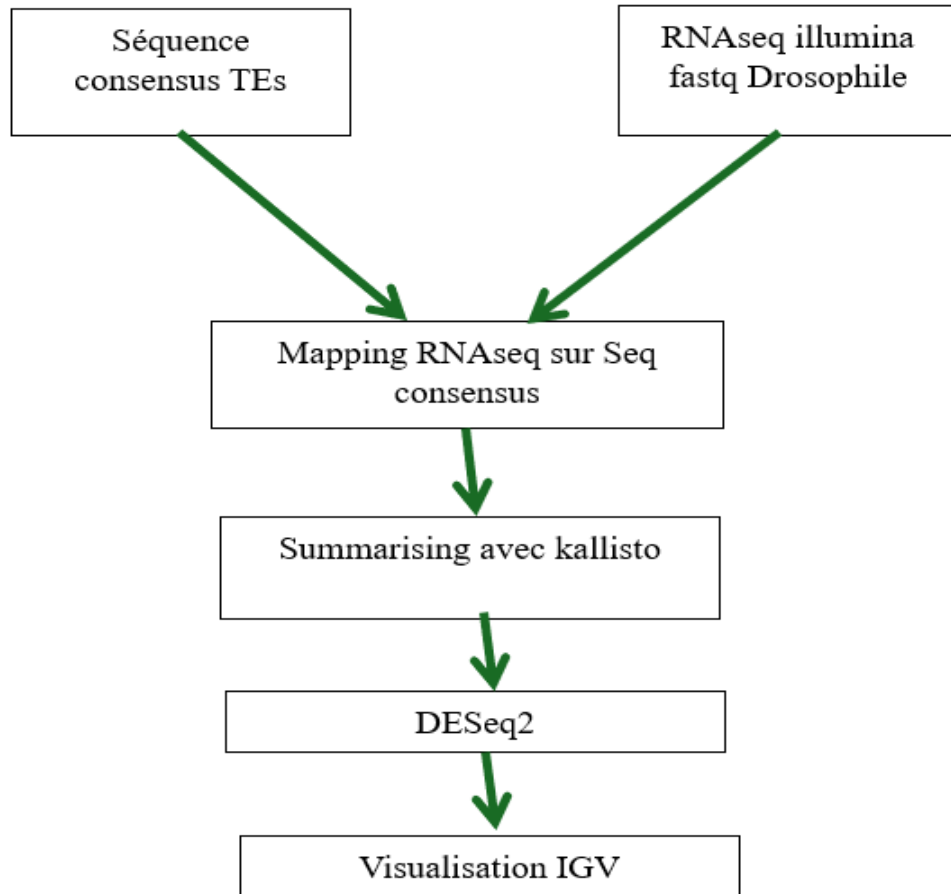 Séquence
consensus TEs
RNAseq illumina
fastq Drosophile
Mapping RNAseq sur Seq
consensus
Summarising avec kallisto
DESeq2
Visualisation IGV